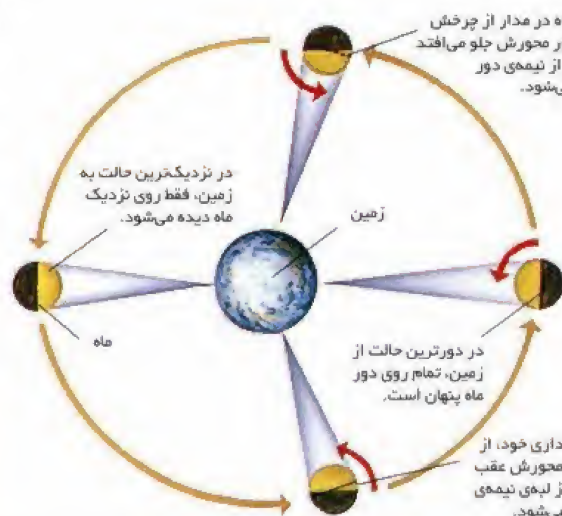 ه در مدار از چرخش
ر محورش جلو می‌افتد
از نیمه‌ی دور
ی‌شود.
در نزدیک‌ترین حالت به
زمین، فقط روی نزدیک
ماه دیده می‌شود.
زمین
ماه
در دورترین حالت از
زمین، تمام روی دور
ماه پنهان است.
داری خود، از
محورش عقب
ز لبه‌ی نیمه‌ی
ی‌شود.